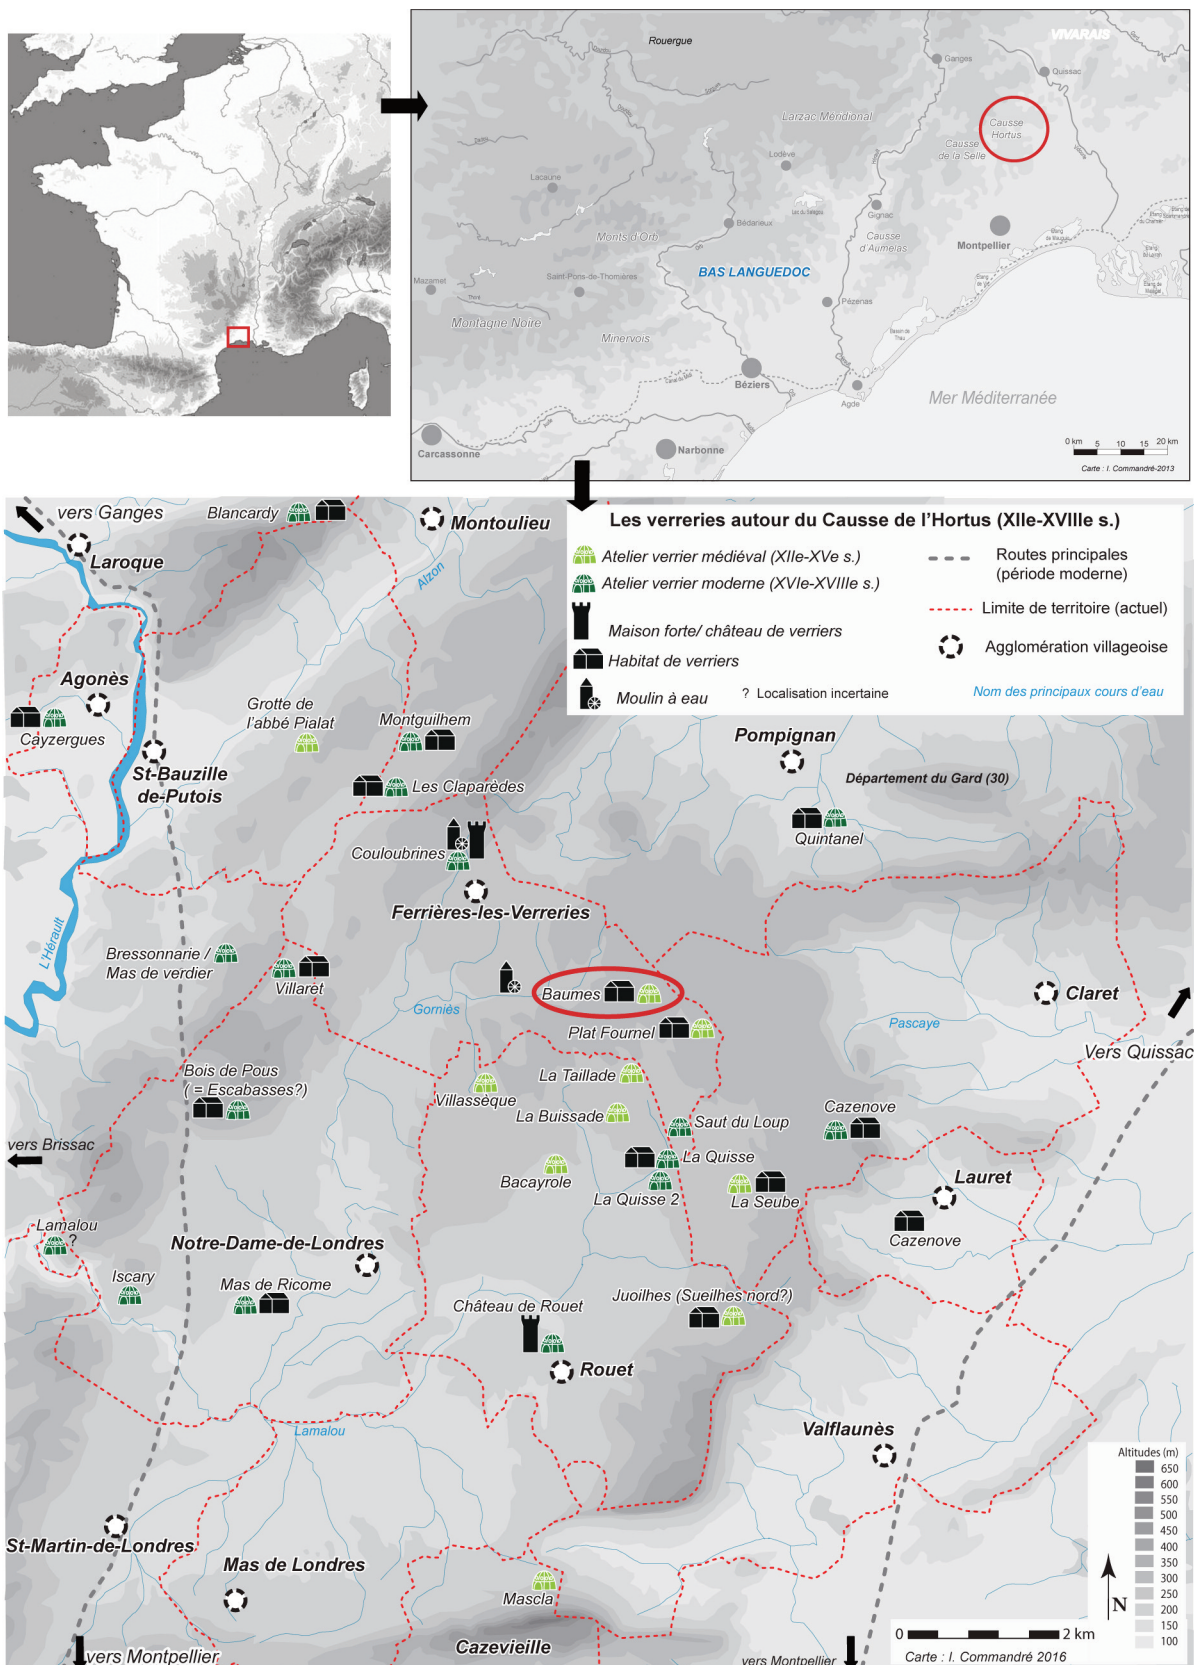 Rouergue
VIVARAIS
Ganges
Quissac
Larzac Méridional
Causse
Hortus
Causse
de la Selle
Lodève
Lacaune
Bédarieux
Gignac
Monts d'Orb
Causse
d'Aumelas
Montpellier
BAS LANGUEDOC
Saint-Pons-de-Thomières
Mazamet
Pézenas
Montagne Noire
Minervois
Bassin de
Thau
Béziers
Canal du Midi
Agde
Mer Méditerranée
Carcassonne
Narbonne
0 km 5 10 15 20 km
Carte : I. Commandré-2013
Les verreries autour du Causse de l'Hortus (XIIe-XVIIIe s.)
Atelier verrier médiéval (XIIe-XVe s.)
Atelier verrier moderne (XVIe-XVIIIe s.)
Maison forte/ château de verriers
Habitat de verriers
Moulin à eau
? Localisation incertaine
Routes principales
(période moderne)
Limite de territoire (actuel)
Agglomération villageoise
Nom des principaux cours d'eau
vers Ganges
Blancardy
Montoulieu
Laroque
Alzon
Agonès
Cayzergues
Grotte de
l'abbé Pialat
Montguilhem
St-Bauzille
de-Putois
Les Claparèdes
Pompignan
Département du Gard (30)
Quintanel
Couloubrines
Ferrières-les-Verreries
L'Hérault
Bressonnarie /
Mas de verdier
Villaret
Baumes
Claret
Gorniès
Plat Fournel
Pascaye
Vers Quissac
Bois de Pous
( = Escabasses?)
La Taillade
Villassèque
La Buissade
Saut du Loup
Cazenove
vers Brissac
La Quisse
Bacayrole
La Quisse 2
La Seube
Lauret
Cazenove
Lamalou
?
Notre-Dame-de-Londres
Iscary
Mas de Ricome
Château de Rouet
Juoilhes (Sueilhes nord?)
Rouet
Lamalou
Valflaunès
St-Martin-de-Londres
Mas de Londres
Mascla
Cazevieille
vers Montpellier
vers Montpellier
Altitudes (m)
650
600
550
500
450
400
350
300
250
200
150
100
N
0 2 km
Carte : I. Commandré 2016